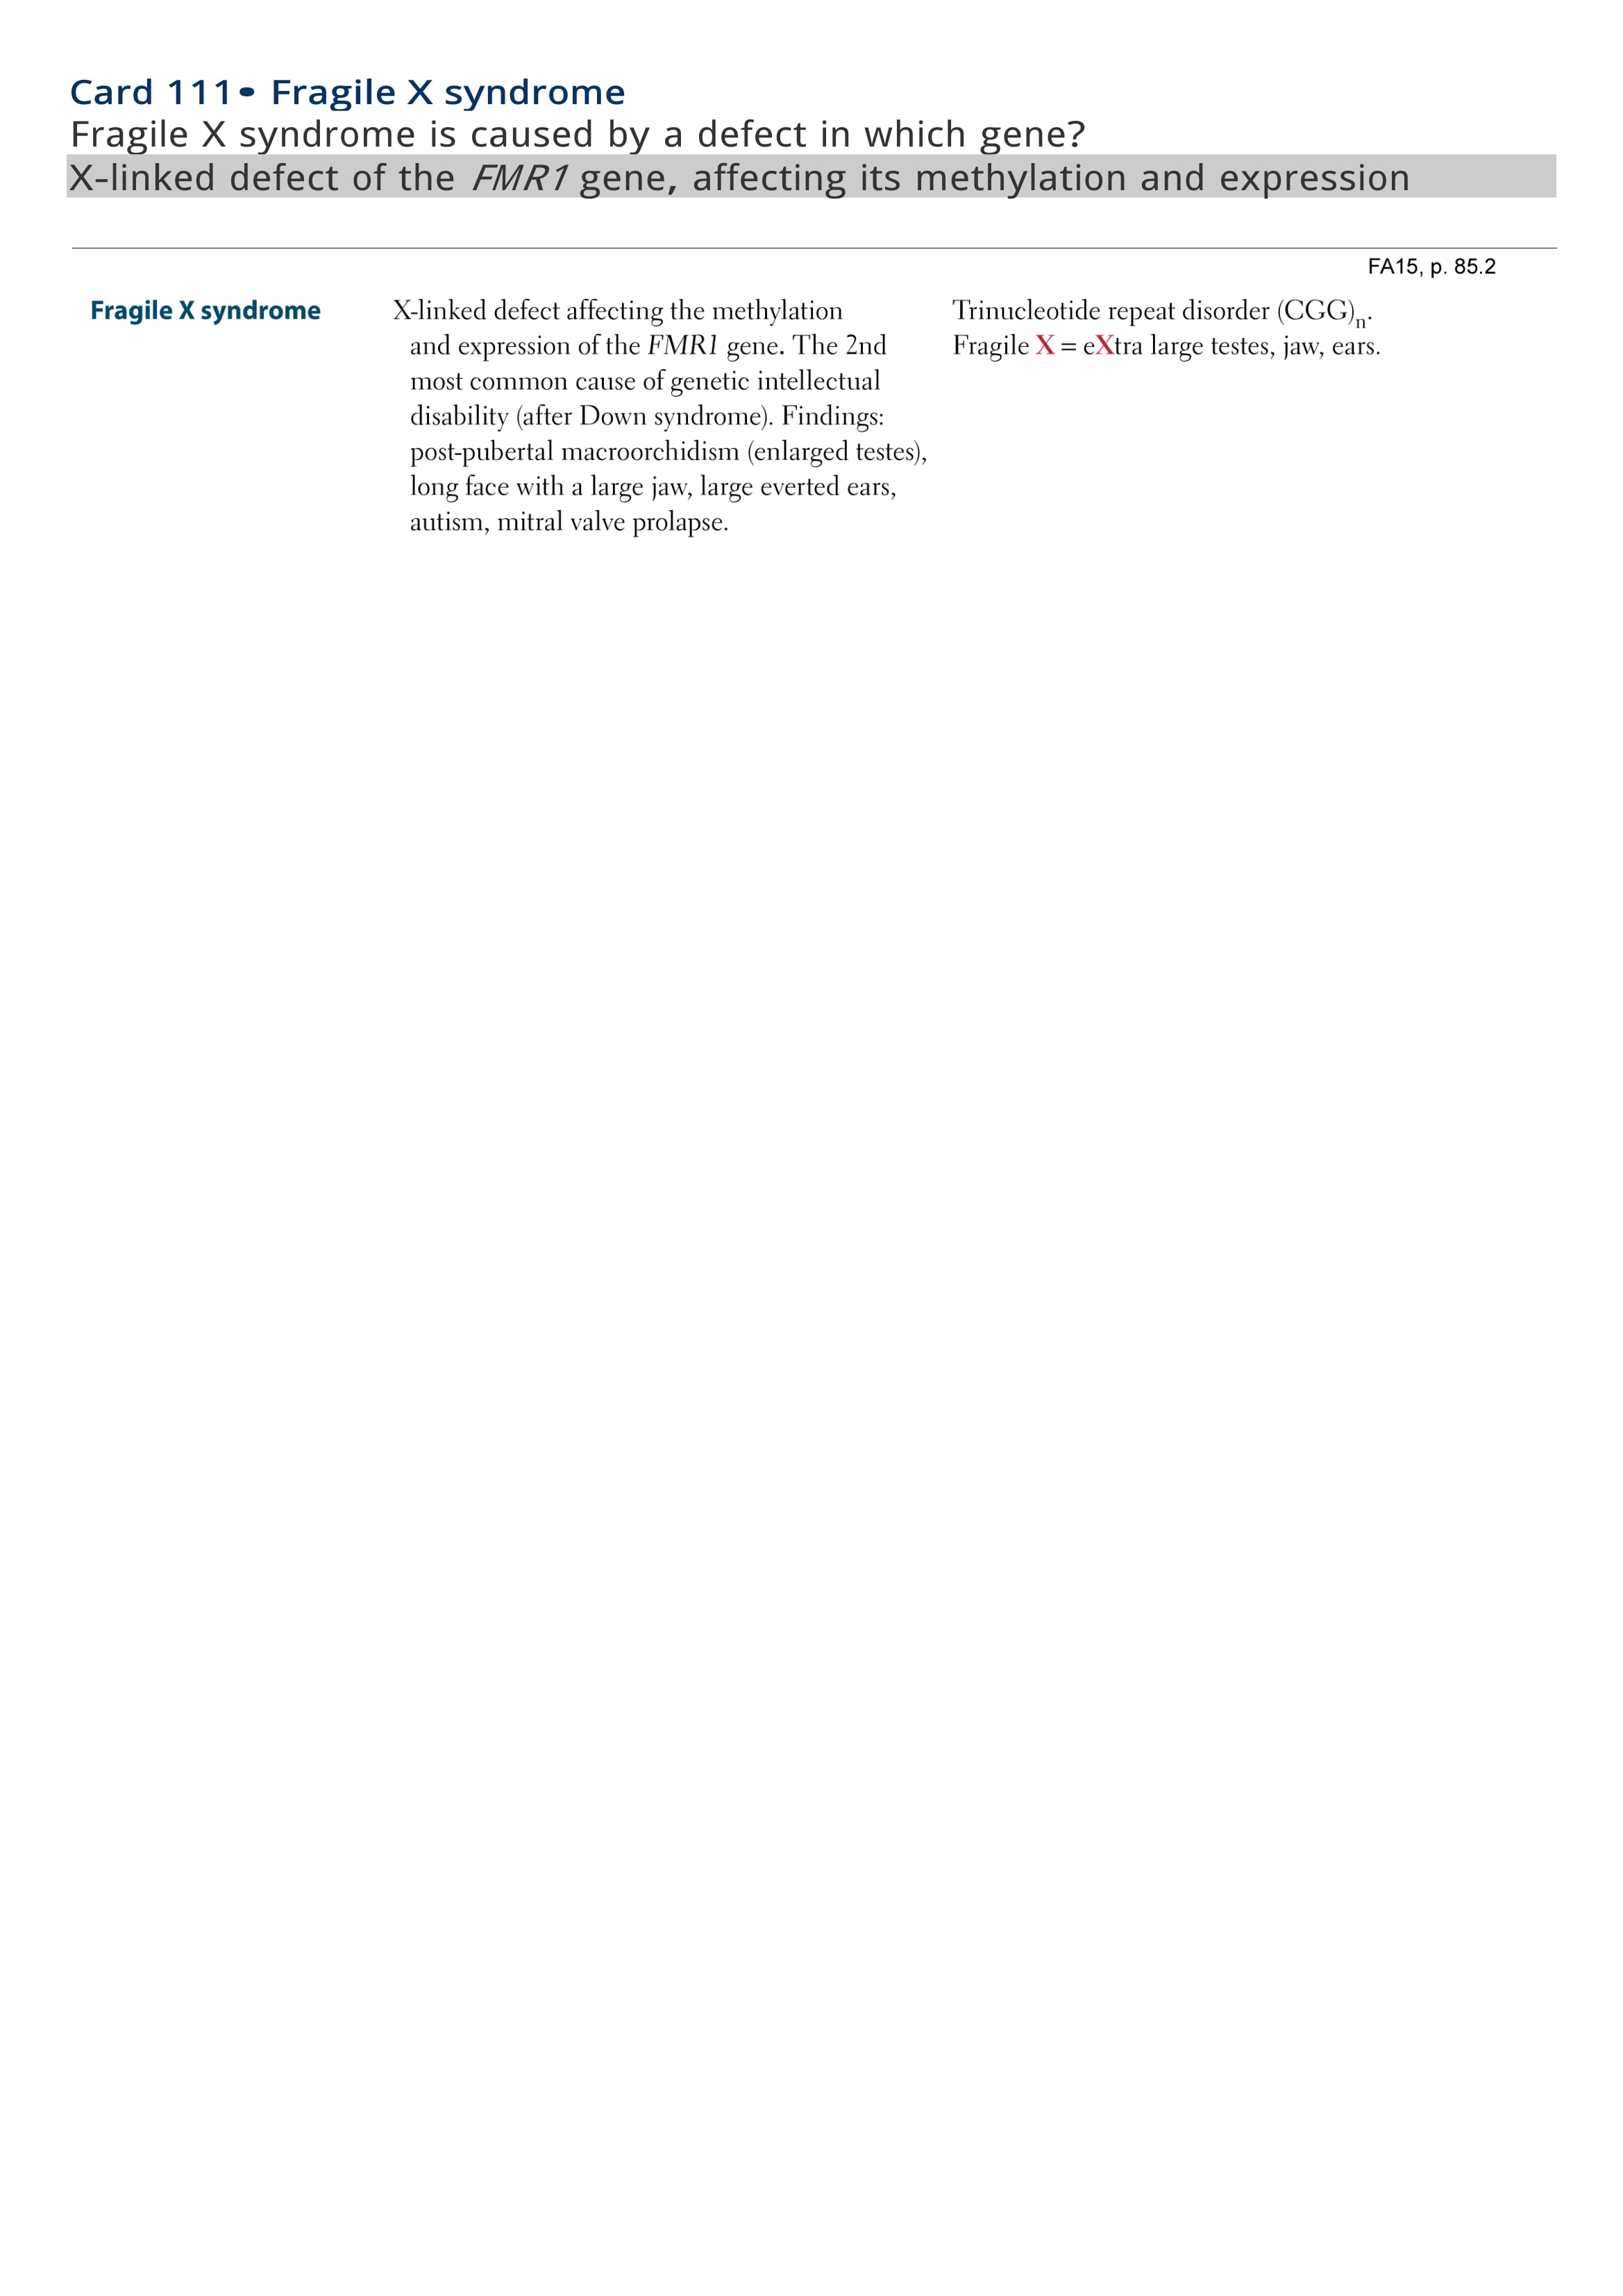 Card 111• Fragile X syndrome
Fragile X syndrome is caused by a defect in which gene?
X-linked defect of the FMR1 gene, affecting its methylation and expression
FA15, p. 85.2
Fragile X syndrome
X-linked defect affecting the methylation
and expression of the FMR1 gene. The 2nd
most common cause of genetic intellectual
disability (after Down syndrome). Findings:
post-pubertal macroorchidism (enlarged testes),
long face with a large jaw, large everted ears,
autism, mitral valve prolapse.
Trinucleotide repeat disorder (CGG)n.
Fragile X = eXtra large testes, jaw, ears.